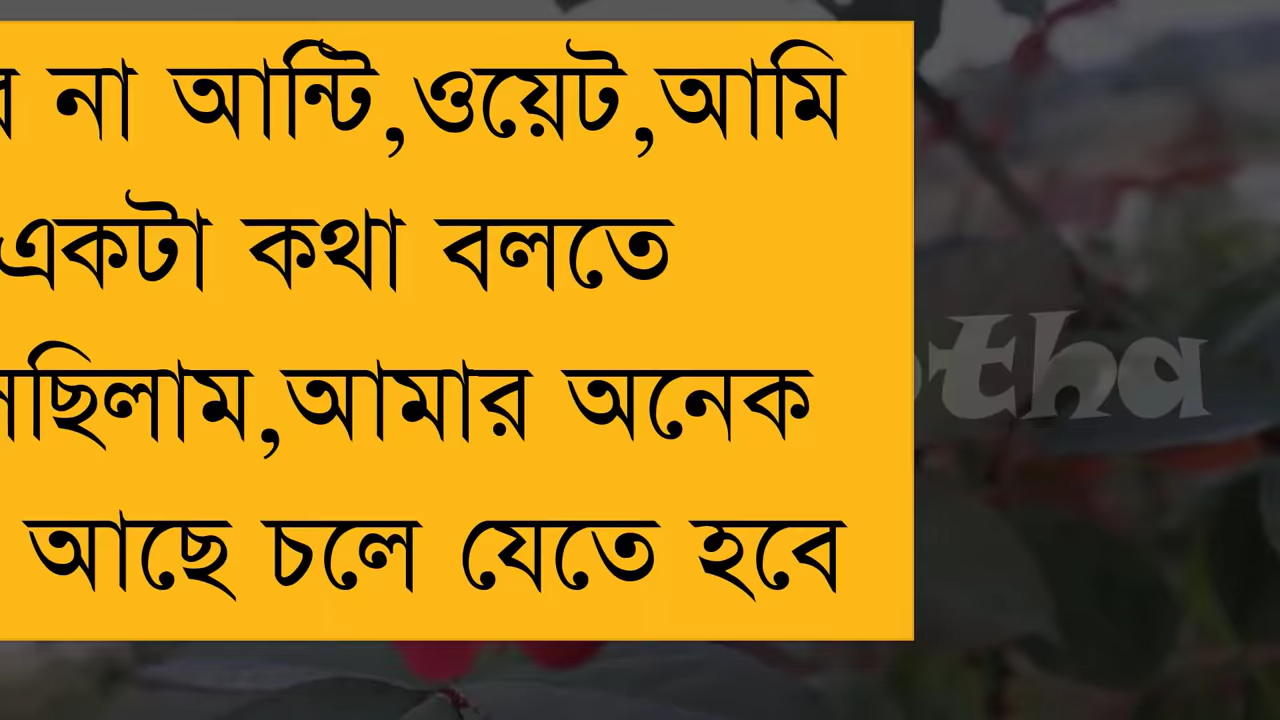 না আন্টি,ওয়েট,আমি
একটা কথা বলতে
আমার অনেক
আছে চলে যেতে হবে